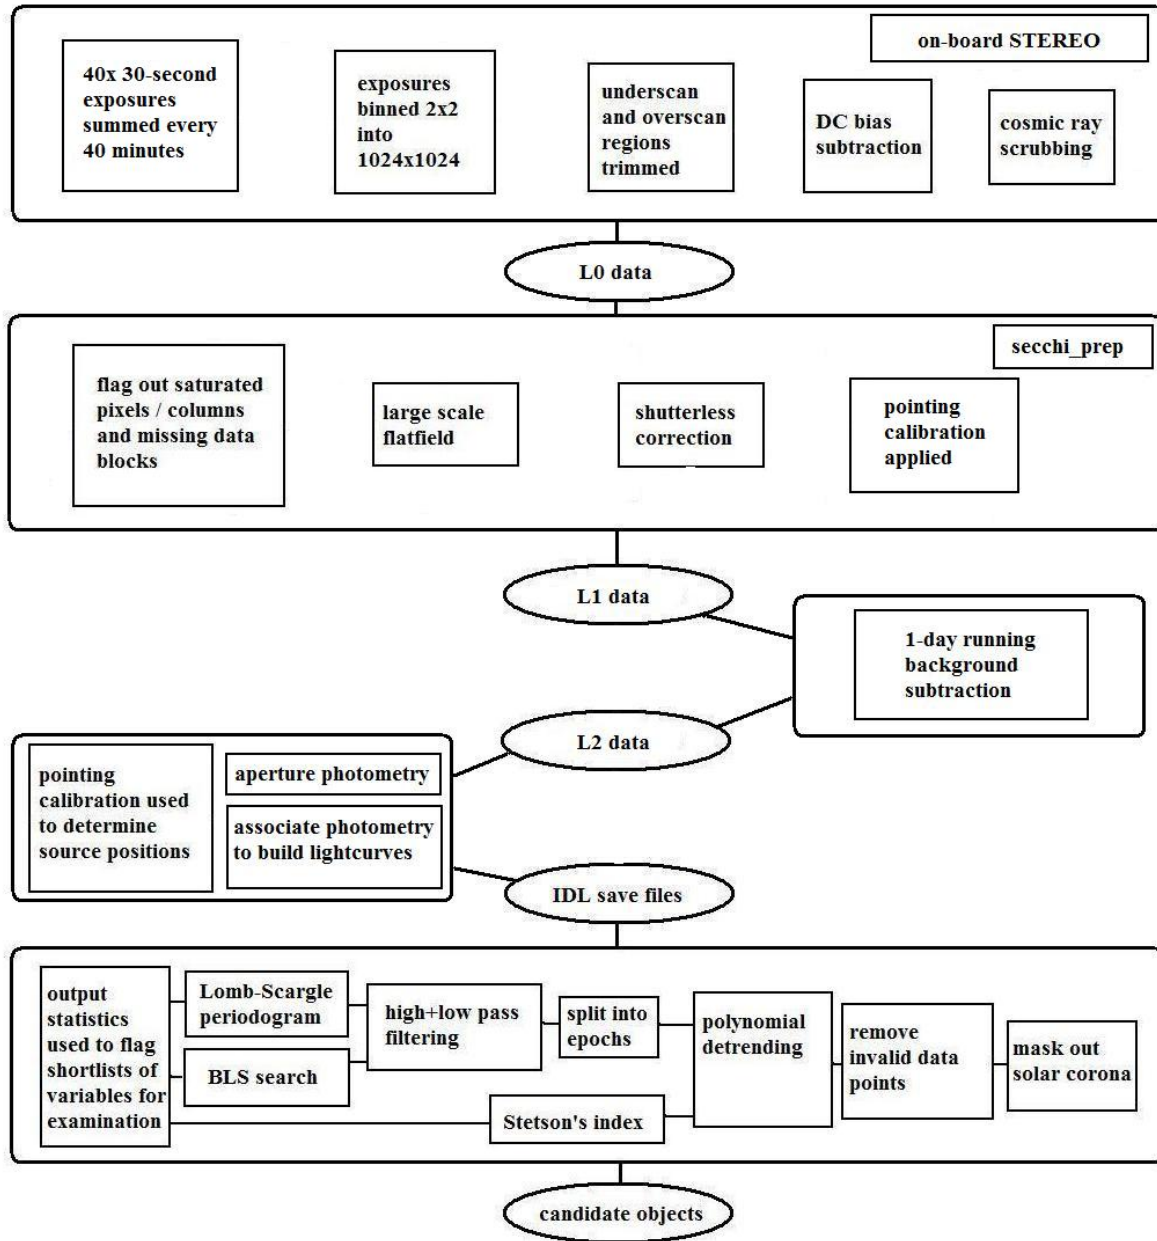 on-board STEREO
40x 30-second
exposures
summed every
40 minutes
exposures
binned 2x2
into
1024x1024
underscan
and overscan
regions
trimmed
DC bias
subtraction
cosmic ray
scrubbing
L0 data
secchi_prep
flag out saturated
pixels / columns
and missing data
blocks
large scale
flatfield
shutterless
correction
pointing
calibration
applied
L1 data
1-day running
background
subtraction
L2 data
pointing
calibration used
to determine
source positions
aperture photometry
associate photometry
to build lightcurves
IDL save files
output
statistics
used to flag
shortlists of
variables for
examination
Lomb-Scargle
periodogram
BLS search
high+low pass
filtering
split into
epochs
Stetson's index
polynomial
detrending
remove
invalid data
points
mask out
solar corona
candidate objects